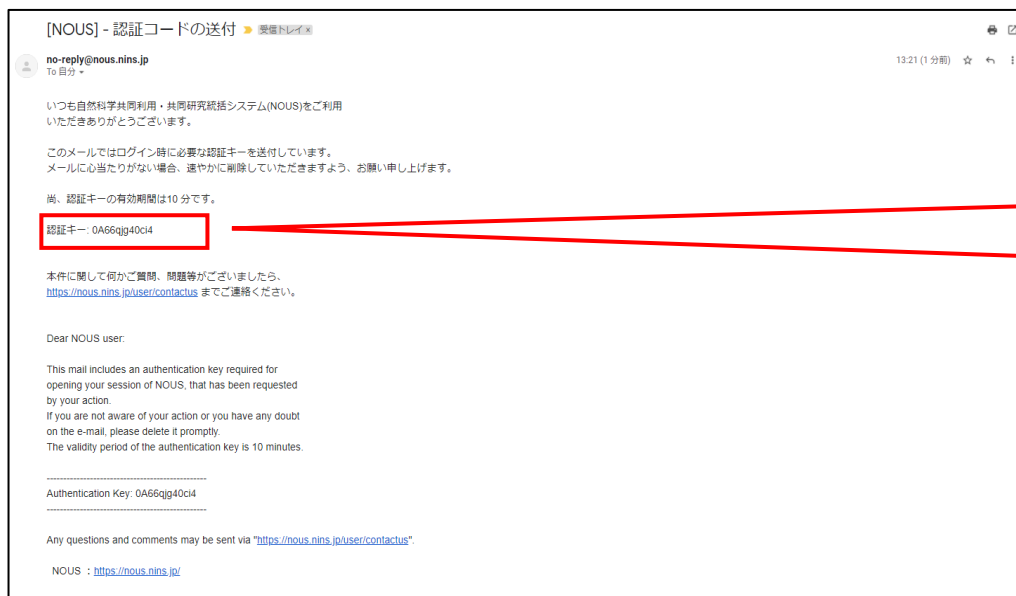 [NOUS] - 認証コードの送付 受信トレイ ×
no-reply@nous.nins.jp 13:21 (1 分前)
To 自分
いつも自然科学共同利用・共同研究統括システム(NOUS)をご利用
いただきありがとうございます。
このメールではログイン時に必要な認証キーを送付しています。
メールに心当たりがない場合、速やかに削除していただきますよう、お願い申し上げます。
尚、認証キーの有効期間は10 分です。
認証キー: 0A66qjg40ci4
本件に関して何かご質問、問題等がございましたら、
https://nous.nins.jp/user/contactus までご連絡ください。
Dear NOUS user:
This mail includes an authentication key required for
opening your session of NOUS, that has been requested
by your action.
If you are not aware of your action or you have any doubt
on the e-mail, please delete it promptly.
The validity period of the authentication key is 10 minutes.
------------------------------------------------
Authentication Key: 0A66qjg40ci4
------------------------------------------------
Any questions and comments may be sent via "https://nous.nins.jp/user/contactus".
NOUS : https://nous.nins.jp/